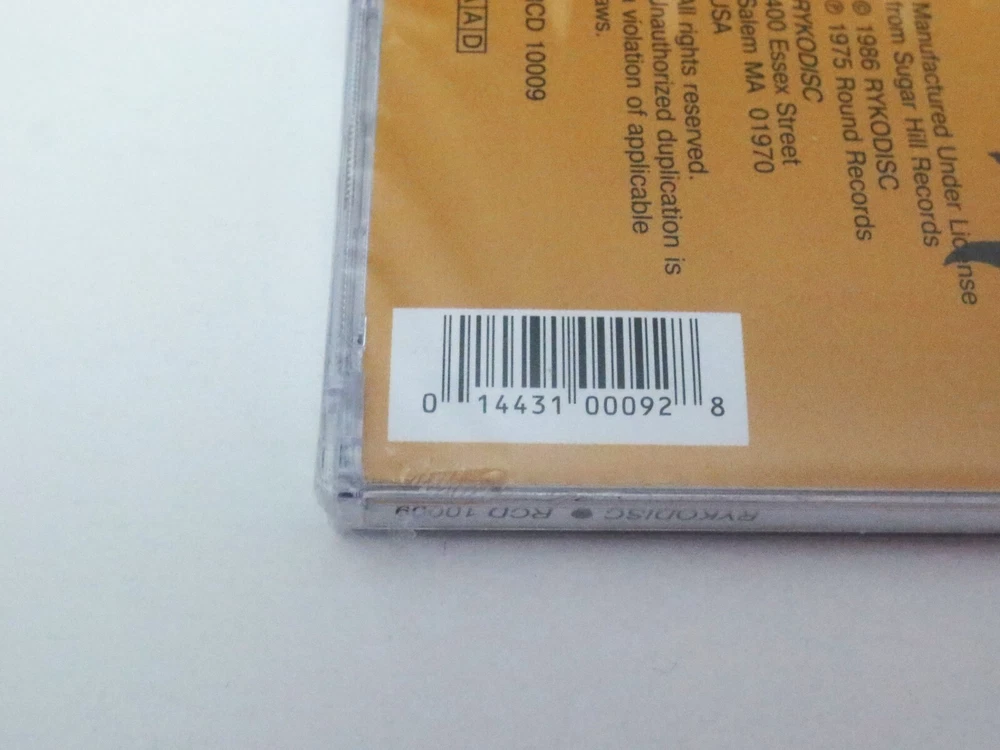 Manufactured Under License
from Sugar Hill Records
© 1986 RYKODISC
℗ 1975 Round Records
RYKODISC
400 Essex Street
Salem MA 01970
USA
All rights reserved.
Unauthorized duplication is
a violation of applicable
laws.
RCD 10009
AAD
0 14431 00092 8
RYKODISC ● RCD 10009